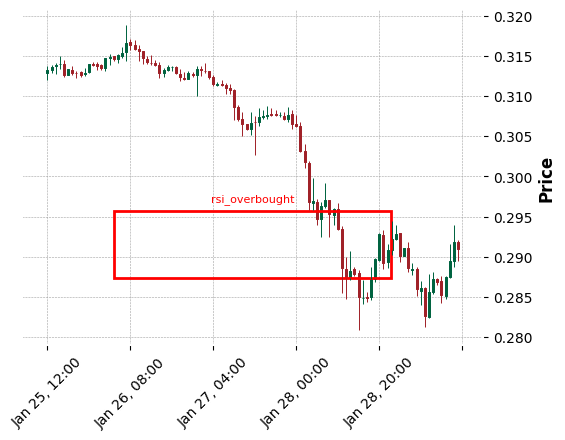 0.320
0.315
0.310
0.305
0.300
rsi_overbought
0.295
0.290
0.285
0.280
Price
Jan 25, 12:00
Jan 26, 08:00
Jan 27, 04:00
Jan 28, 00:00
Jan 28, 20:00